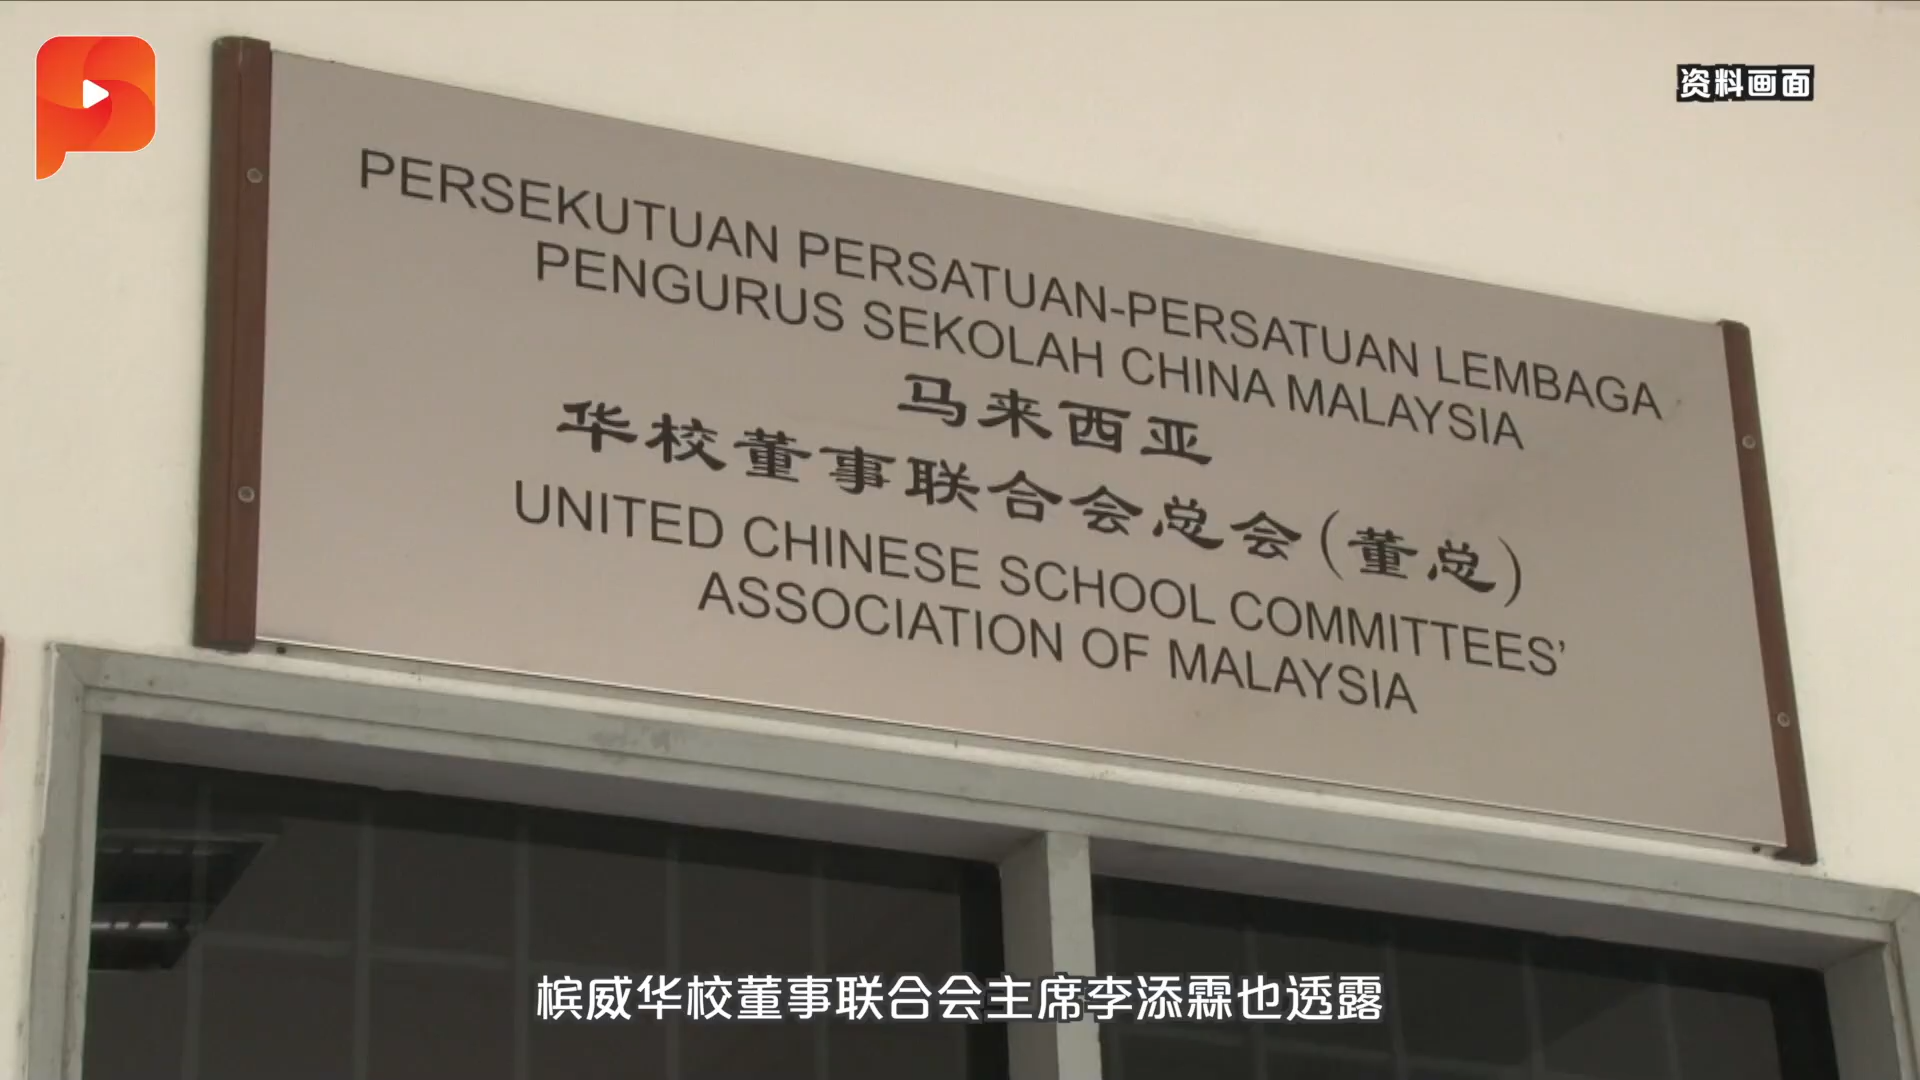 资料画面
PERSEKUTUAN PERSATUAN-PERSATUAN LEMBAGA
PENGURUS SEKOLAH CHINA MALAYSIA
马来西亚
华校董事联合会总会(董总)
UNITED CHINESE SCHOOL COMMITTEES'
ASSOCIATION OF MALAYSIA
槟威华校董事联合会主席李添霖也透露